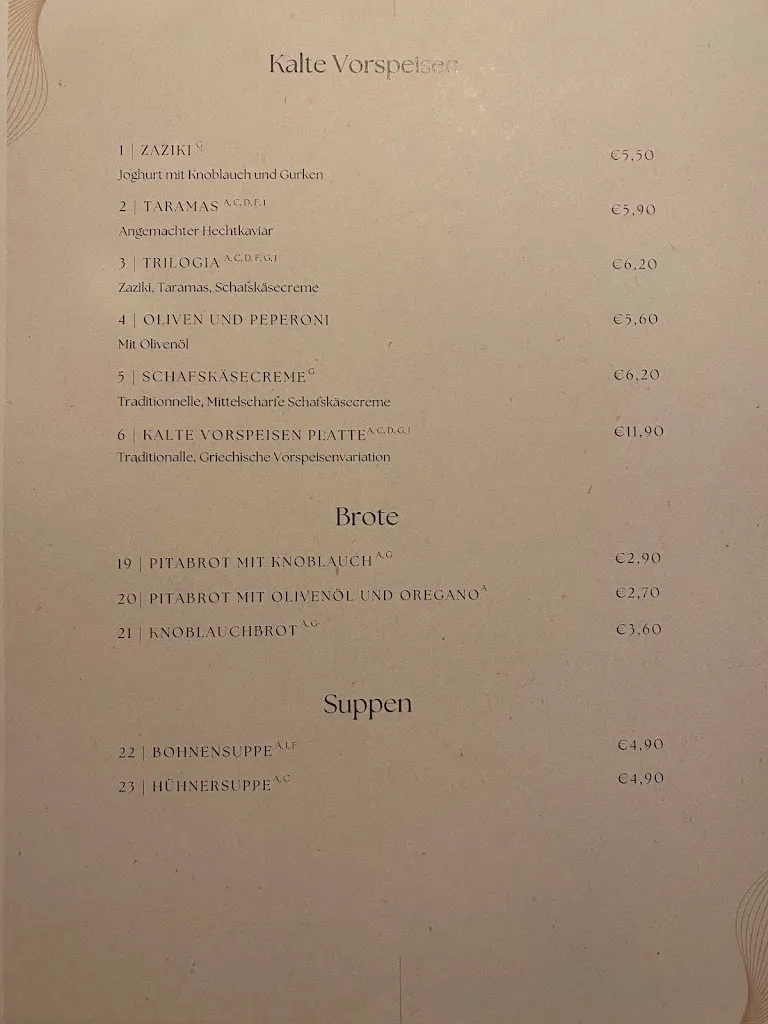 Kalte Vorspeisen
1 | ZAZIKI G
€5,50
Joghurt mit Knoblauch und Gurken
2 | TARAMAS A, C, D, F, I
€5,90
Angemachter Hechtkaviar
3 | TRILOGIA A, C, D, F, G, J
€6,20
Zaziki, Taramas, Schafskäsecreme
4 | OLIVEN UND PEPERONI
€5,60
Mit Olivenöl
5 | SCHAFSKÄSECREME G
€6,20
Traditionnelle, Mittelscharfe Schafskäsecreme
6 | KALTE VORSPEISEN PLATTE A, C, D, G, J
€11,90
Traditionalle, Griechische Vorspeisenvariation
Brote
19 | PITABROT MIT KNOBLAUCH A, G
€2,90
20| PITABROT MIT OLIVENÖL UND OREGANO A
€2,70
21 | KNOBLAUCHBROT A, G
€3,60
Suppen
22 | BOHNENSUPPE A, I, F
€4,90
23 | HÜHNERSUPPE A, C
€4,90